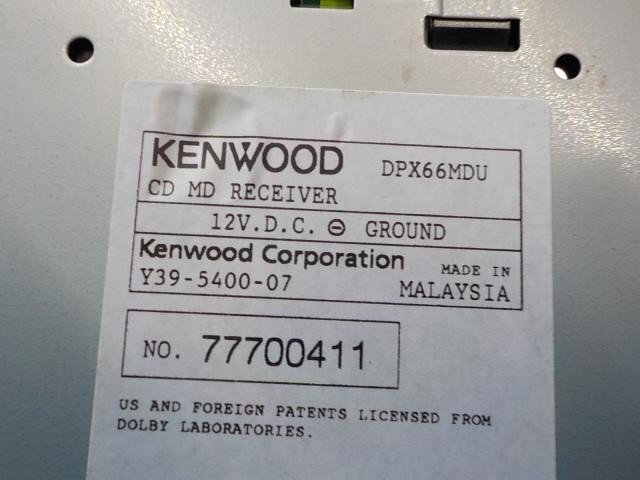 KENWOOD DPX66MDU
CD MD RECEIVER
12V.D.C. ⊖ GROUND
Kenwood Corporation MADE IN
Y39-5400-07 MALAYSIA
NO. 77700411
US AND FOREIGN PATENTS LICENSED FROM
DOLBY LABORATORIES.